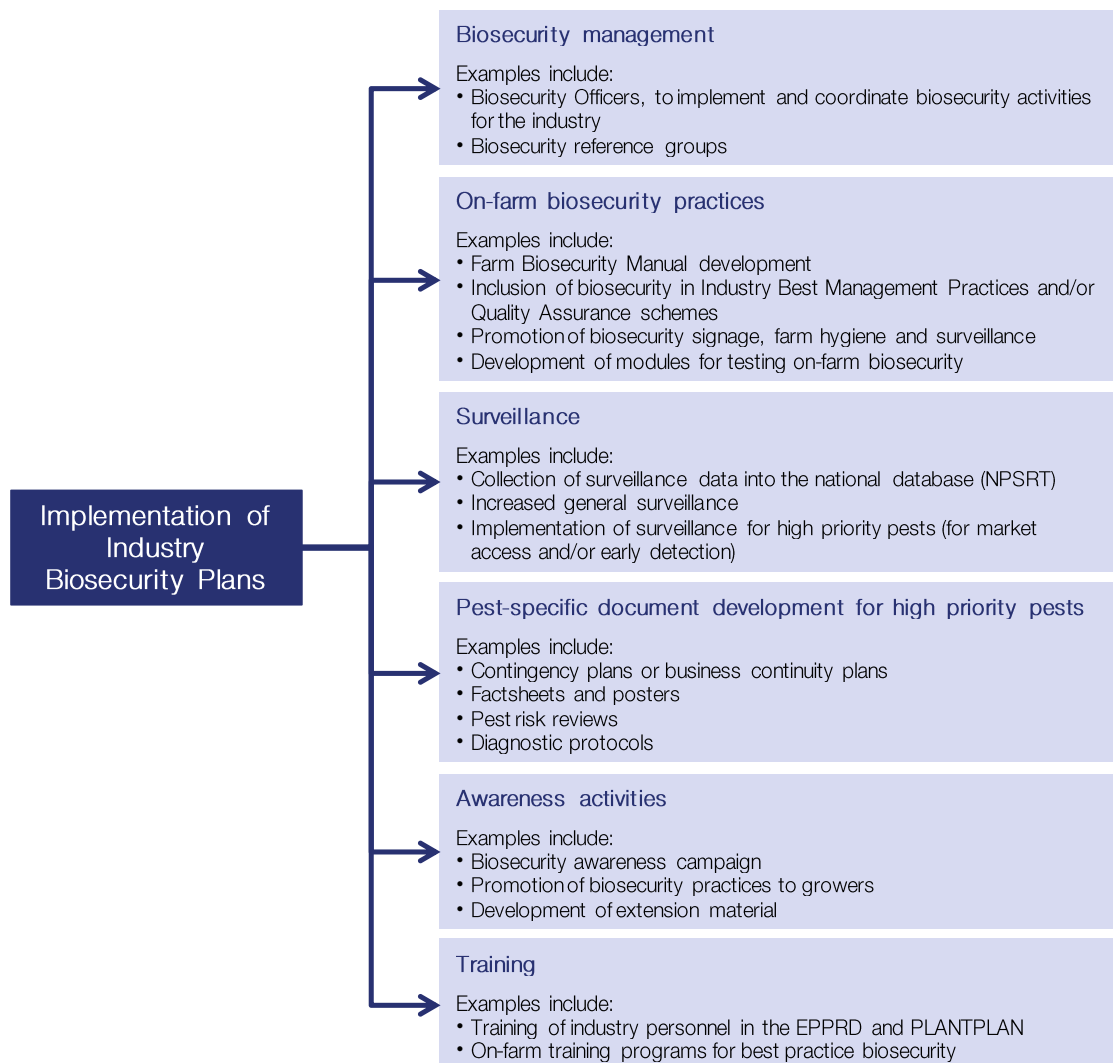 Biosecurity management
Examples include:
• Biosecurity Officers, to implement and coordinate biosecurity activities
for the industry
• Biosecurity reference groups
On-farm biosecurity practices
Examples include:
• Farm Biosecurity Manual development
• Inclusion of biosecurity in Industry Best Management Practices and/or
Quality Assurance schemes
• Promotion of biosecurity signage, farm hygiene and surveillance
• Development of modules for testing on-farm biosecurity
Surveillance
Examples include:
• Collection of surveillance data into the national database (NPSRT)
• Increased general surveillance
• Implementation of surveillance for high priority pests (for market
access and/or early detection)
Implementation of
Industry
Biosecurity Plans
Pest-specific document development for high priority pests
Examples include:
• Contingency plans or business continuity plans
• Factsheets and posters
• Pest risk reviews
• Diagnostic protocols
Awareness activities
Examples include:
• Biosecurity awareness campaign
• Promotion of biosecurity practices to growers
• Development of extension material
Training
Examples include:
• Training of industry personnel in the EPPRD and PLANTPLAN
• On-farm training programs for best practice biosecurity